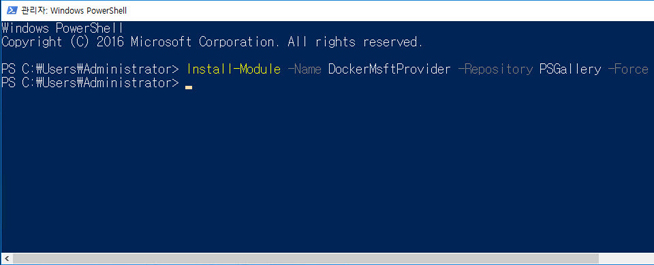 관리자: Windows PowerShell
Windows PowerShell
Copyright (C) 2016 Microsoft Corporation. All rights reserved.
PS C:₩Users₩Administrator> Install-Module -Name DockerMsftProvider -Repository PSGallery -Force
PS C:₩Users₩Administrator>